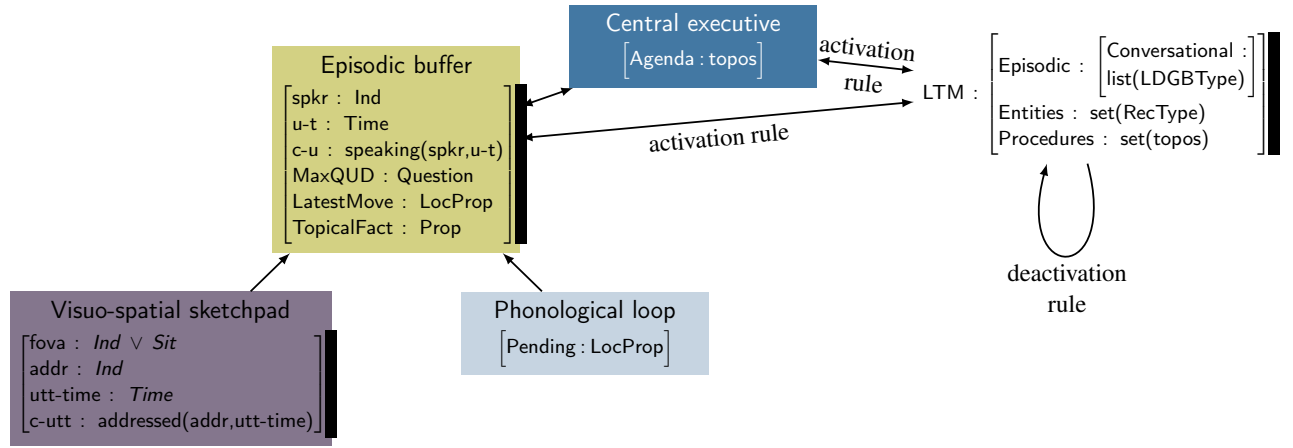 Central executive
[Agenda : topos]
activation
rule
Episodic buffer
spkr : Ind
u-t : Time
c-u : speaking(spkr,u-t)
MaxQUD : Question
LatestMove : LocProp
TopicalFact : Prop
activation rule
LTM :
Episodic :
Conversational :
list(LDGBType)
Entities : set(RecType)
Procedures : set(topos)
deactivation
rule
Visuo-spatial sketchpad
fova : Ind ∨ Sit
addr : Ind
utt-time : Time
c-utt : addressed(addr,utt-time)
Phonological loop
[Pending : LocProp]